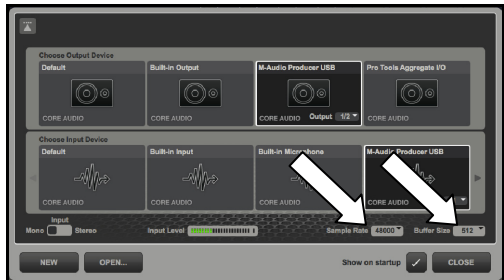 Choose Output Device
Default
Built-in Output
M-Audio Producer USB
Pro Tools Aggregate I/O
CORE AUDIO
CORE AUDIO
CORE AUDIO Output 1/2
CORE AUDIO
Choose Input Device
Default
Built-in Input
Built-in Microphone
M-Audio Producer USB
CORE AUDIO
CORE AUDIO
CORE AUDIO
CORE AUDIO
Input
Mono Stereo
Input Level
Sample Rate 48000
Buffer Size 512
NEW
OPEN...
Show on startup
CLOSE